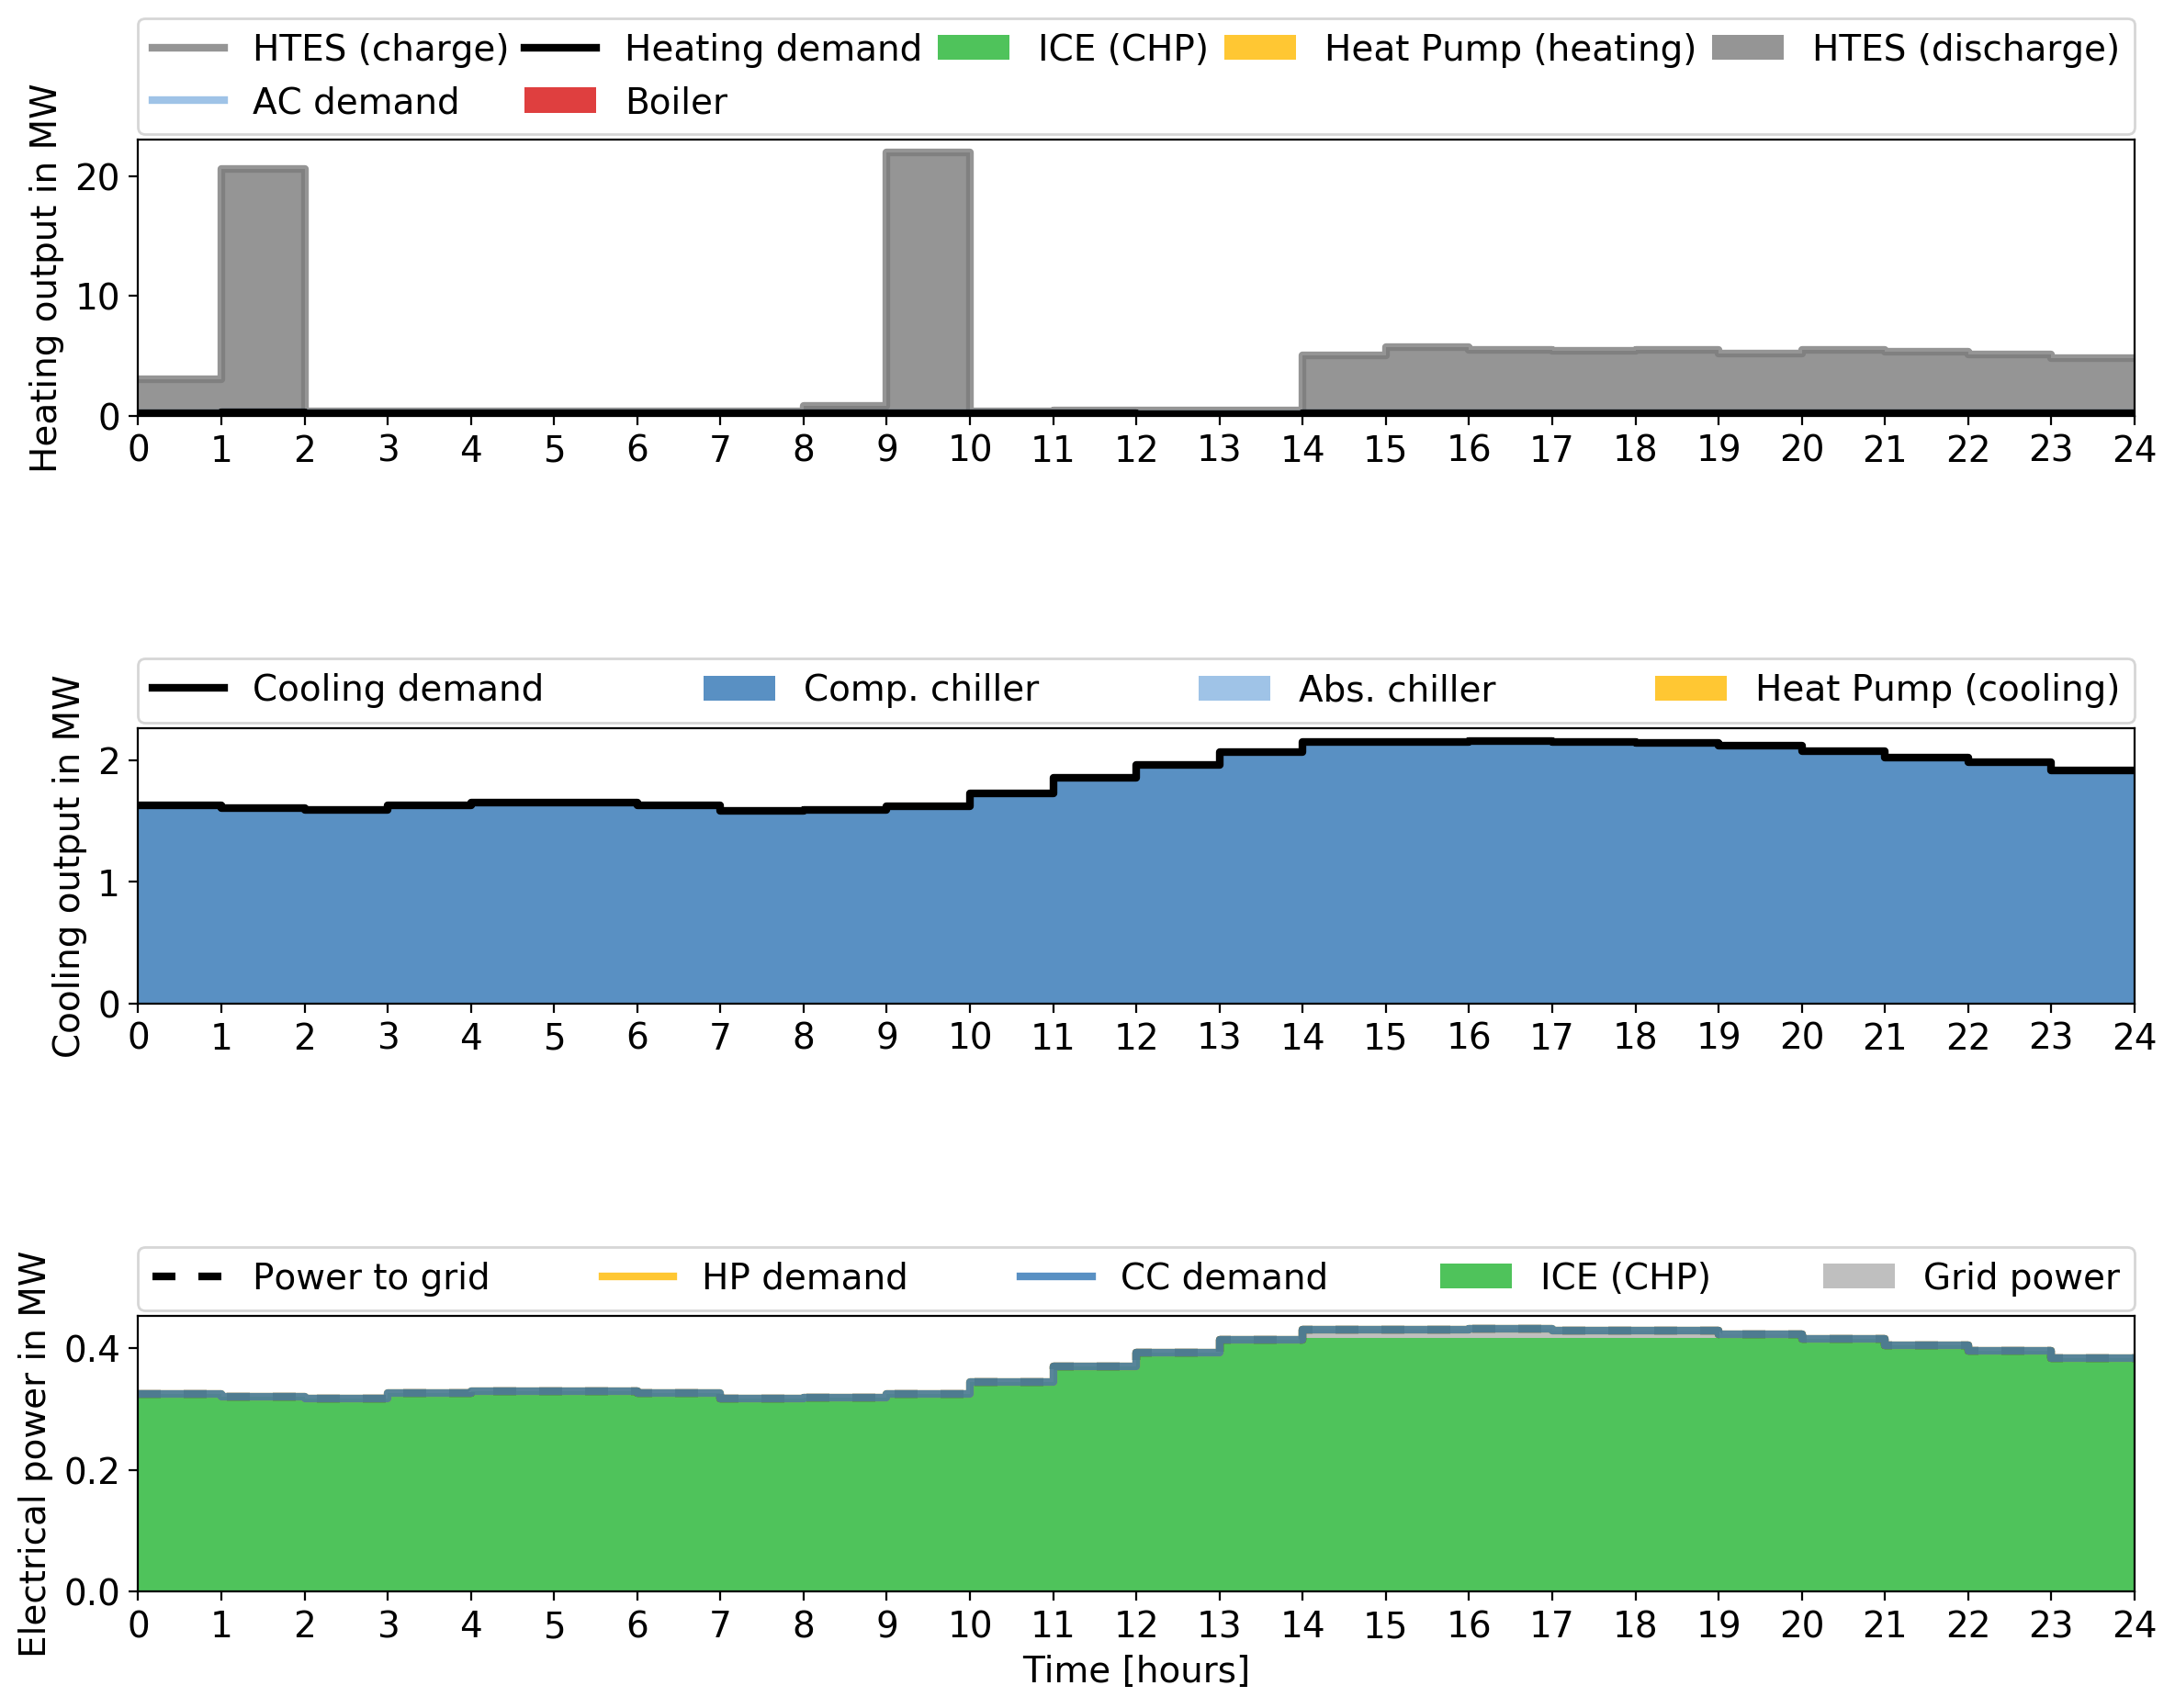 HTES (charge) Heating demand ICE (CHP) Heat Pump (heating) HTES (discharge)
AC demand Boiler
Heating output in MW
20
10
0
0 1 2 3 4 5 6 7 8 9 10 11 12 13 14 15 16 17 18 19 20 21 22 23 24
Cooling demand Comp. chiller Abs. chiller Heat Pump (cooling)
Cooling output in MW
2
1
0
0 1 2 3 4 5 6 7 8 9 10 11 12 13 14 15 16 17 18 19 20 21 22 23 24
Power to grid HP demand CC demand ICE (CHP) Grid power
Electrical power in MW
0.4
0.2
0.0
0 1 2 3 4 5 6 7 8 9 10 11 12 13 14 15 16 17 18 19 20 21 22 23 24
Time [hours]